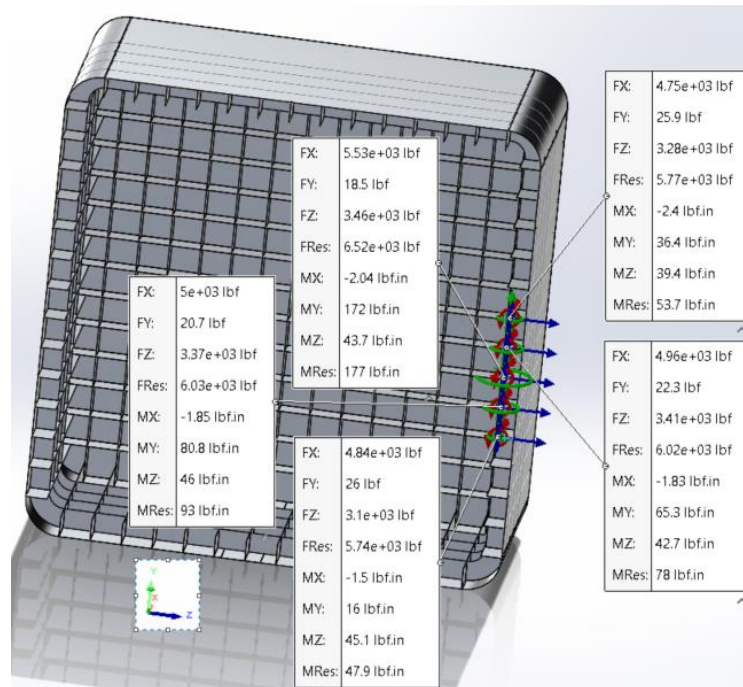 FX: 5.53e+03 lbf
FY: 18.5 lbf
FZ: 3.46e+03 lbf
FRes: 6.52e+03 lbf
MX: -2.04 lbf.in
MY: 172 lbf.in
MZ: 43.7 lbf.in
MRes: 177 lbf.in
FX: 4.75e+03 lbf
FY: 25.9 lbf
FZ: 3.28e+03 lbf
FRes: 5.77e+03 lbf
MX: -2.4 lbf.in
MY: 36.4 lbf.in
MZ: 39.4 lbf.in
MRes: 53.7 lbf.in
FX: 5e+03 lbf
FY: 20.7 lbf
FZ: 3.37e+03 lbf
FRes: 6.03e+03 lbf
MX: -1.85 lbf.in
MY: 80.8 lbf.in
MZ: 46 lbf.in
MRes: 93 lbf.in
FX: 4.96e+03 lbf
FY: 22.3 lbf
FZ: 3.41e+03 lbf
FRes: 6.02e+03 lbf
MX: -1.83 lbf.in
MY: 65.3 lbf.in
MZ: 42.7 lbf.in
MRes: 78 lbf.in
FX: 4.84e+03 lbf
FY: 26 lbf
FZ: 3.1e+03 lbf
FRes: 5.74e+03 lbf
MX: -1.5 lbf.in
MY: 16 lbf.in
MZ: 45.1 lbf.in
MRes: 47.9 lbf.in
Y
X
Z